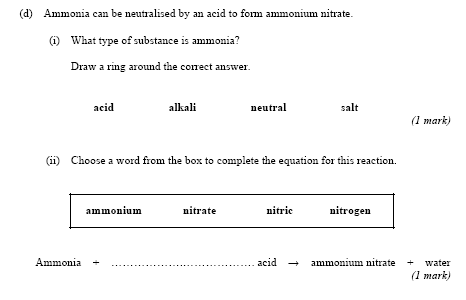 (d) Ammonia can be neutralised by an acid to form ammonium nitrate.
(i) What type of substance is ammonia?
Draw a ring around the correct answer.
acid alkali neutral salt
(1 mark)
(ii) Choose a word from the box to complete the equation for this reaction.
ammonium nitrate nitric nitrogen
Ammonia + ........................................ acid → ammonium nitrate + water
(1 mark)